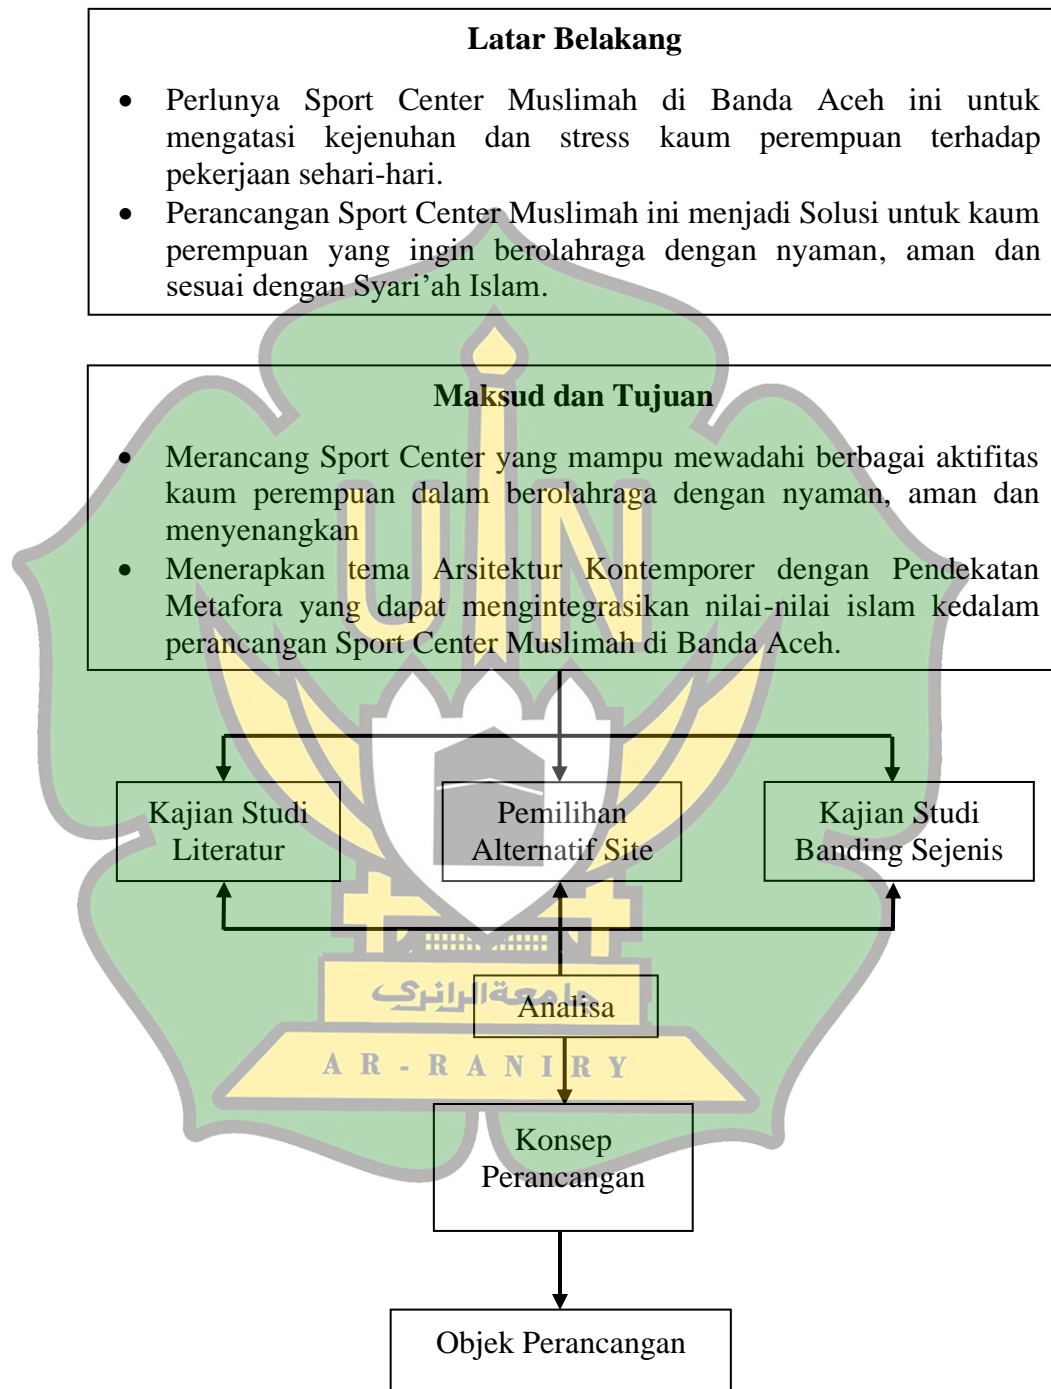 Latar Belakang
• Perlunya Sport Center Muslimah di Banda Aceh ini untuk
mengatasi kejenuhan dan stress kaum perempuan terhadap
pekerjaan sehari-hari.
• Perancangan Sport Center Muslimah ini menjadi Solusi untuk kaum
perempuan yang ingin berolahraga dengan nyaman, aman dan
sesuai dengan Syari’ah Islam.
Maksud dan Tujuan
• Merancang Sport Center yang mampu mewadahi berbagai aktifitas
kaum perempuan dalam berolahraga dengan nyaman, aman dan
menyenangkan
• Menerapkan tema Arsitektur Kontemporer dengan Pendekatan
Metafora yang dapat mengintegrasikan nilai-nilai islam kedalam
perancangan Sport Center Muslimah di Banda Aceh.
UIN
Kajian Studi
Literatur
Pemilihan
Alternatif Site
Kajian Studi
Banding Sejenis
جامعة الرانري
Analisa
AR-RANIRY
Konsep
Perancangan
Objek Perancangan